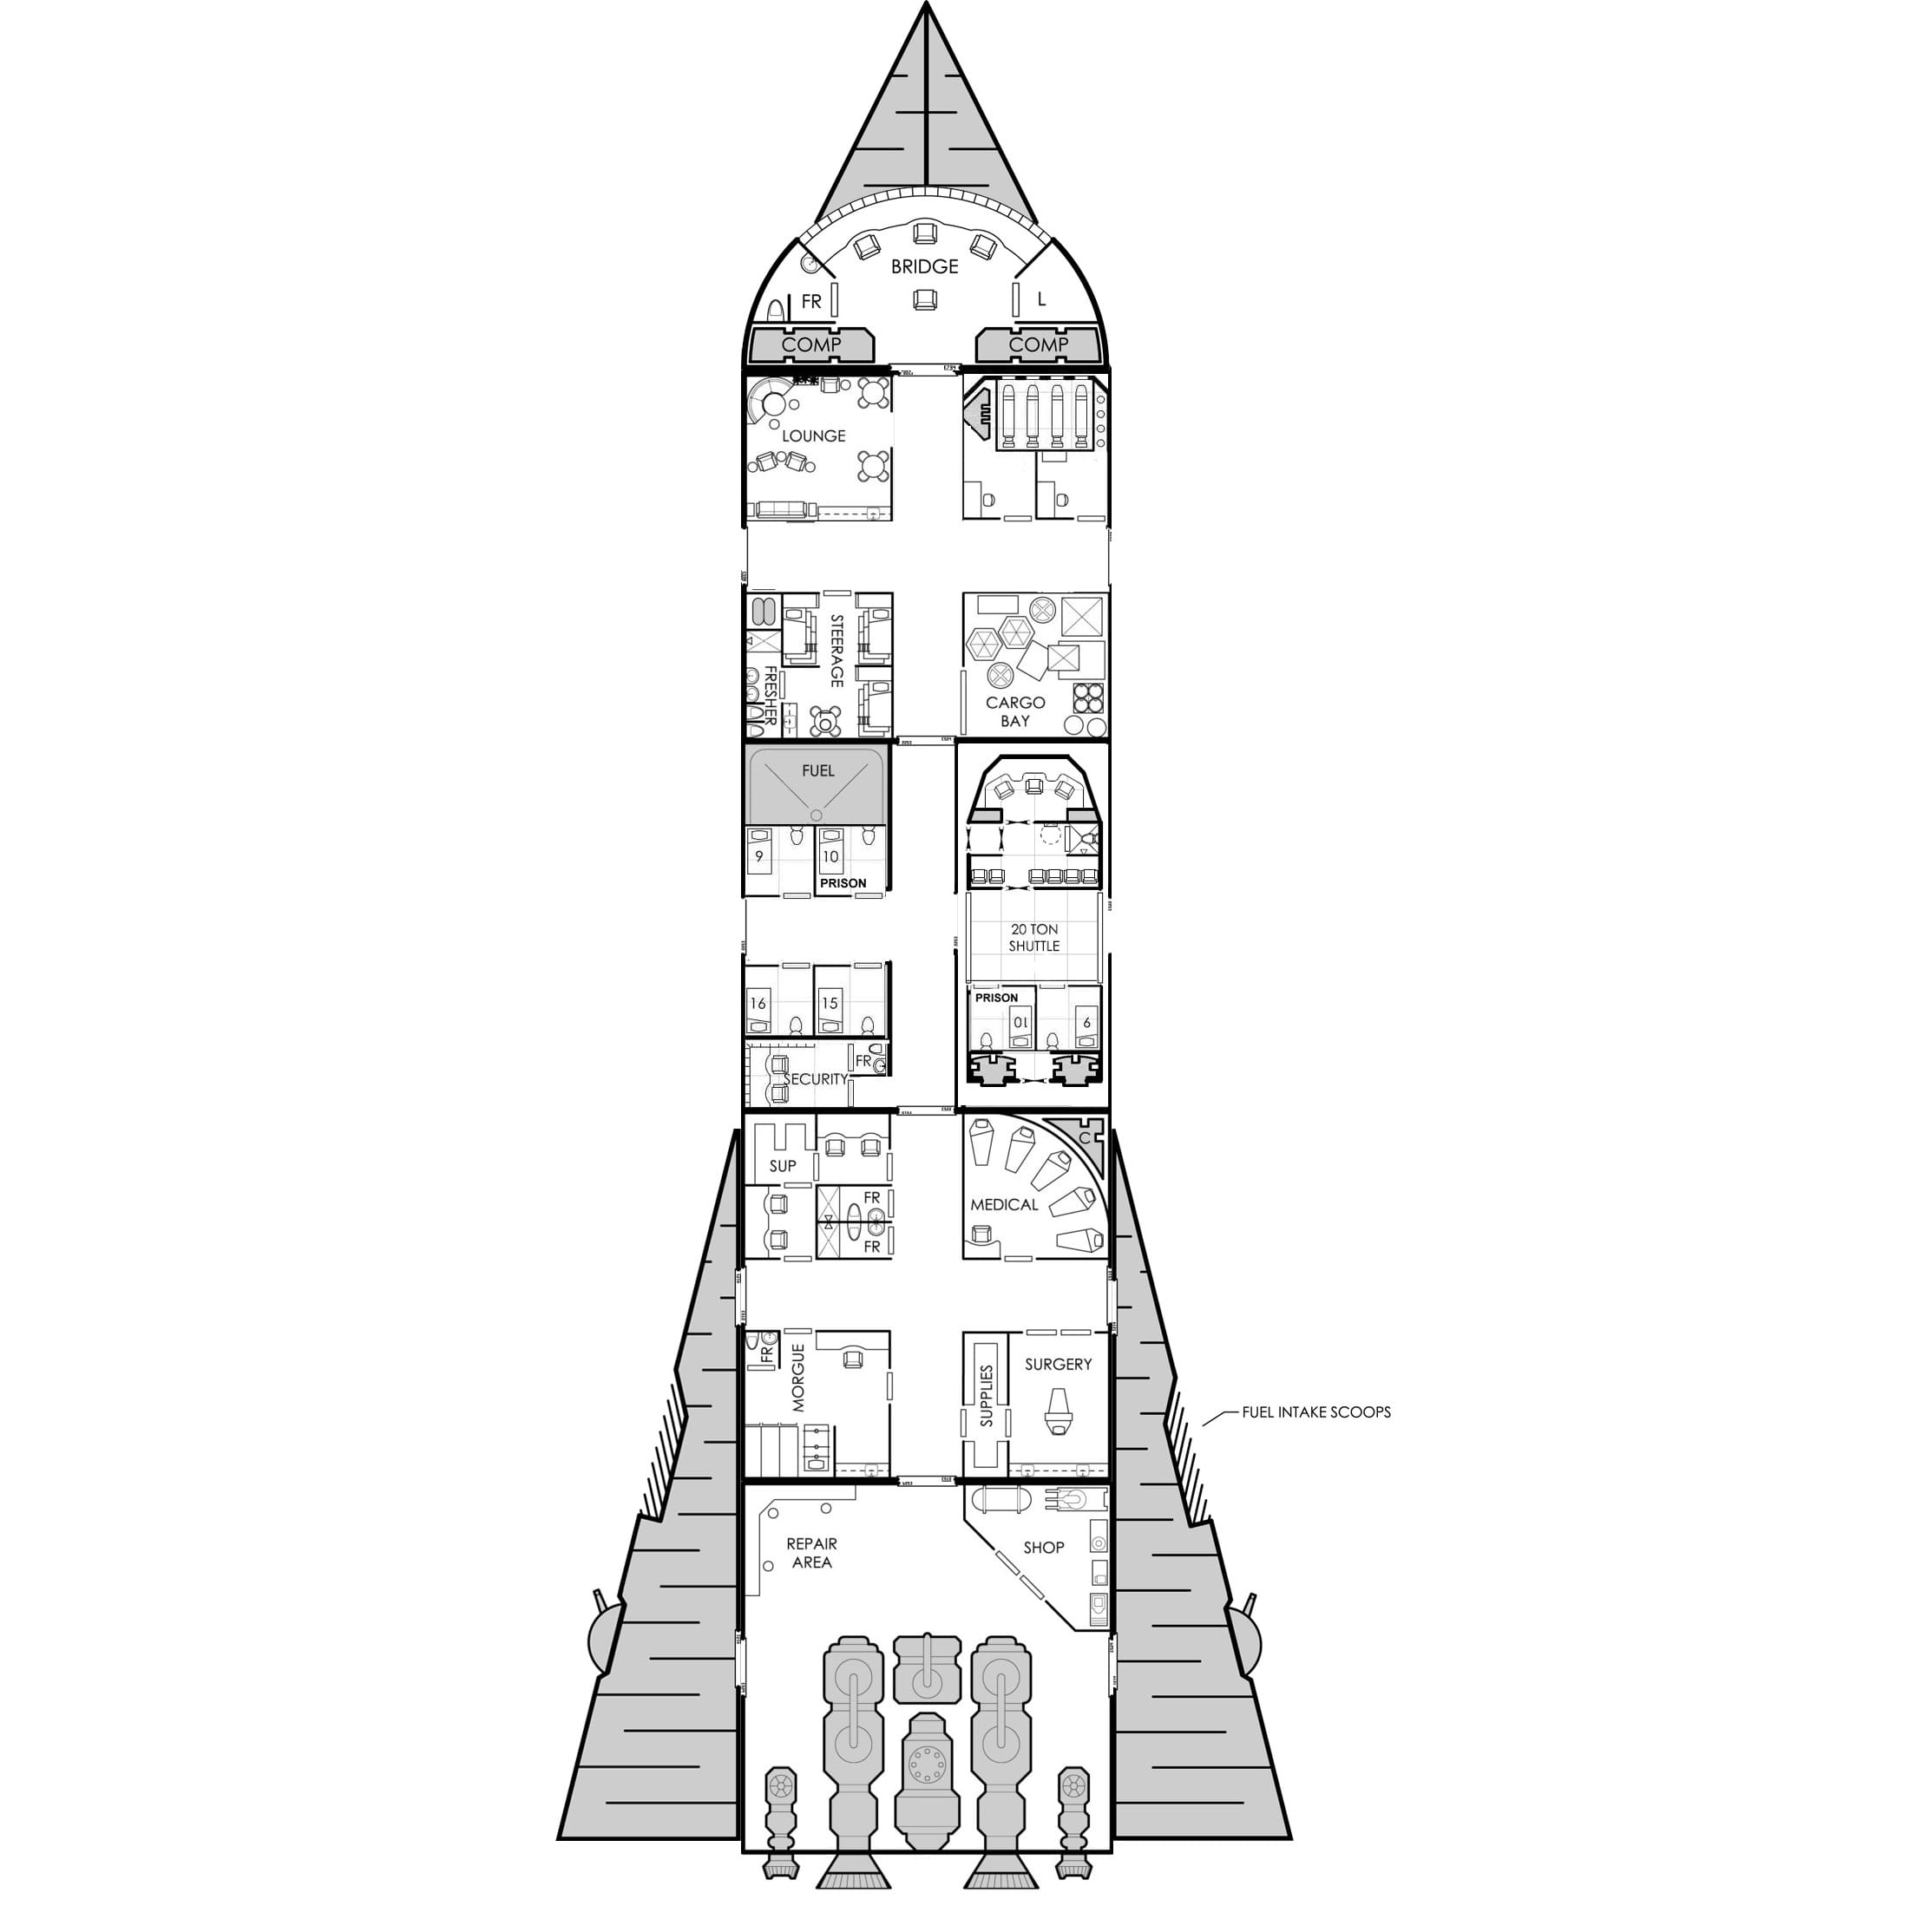 BRIDGE
FR
L
COMP
COMP
LOUNGE
STEERAGE
FRESHER
CARGO
BAY
FUEL
9
10
PRISON
20 TON
SHUTTLE
16
15
PRISON
10
9
FR
SECURITY
C
SUP
FR
MEDICAL
FR
FR
MORGUE
SUPPLIES
SURGERY
FUEL INTAKE SCOOPS
REPAIR
AREA
SHOP